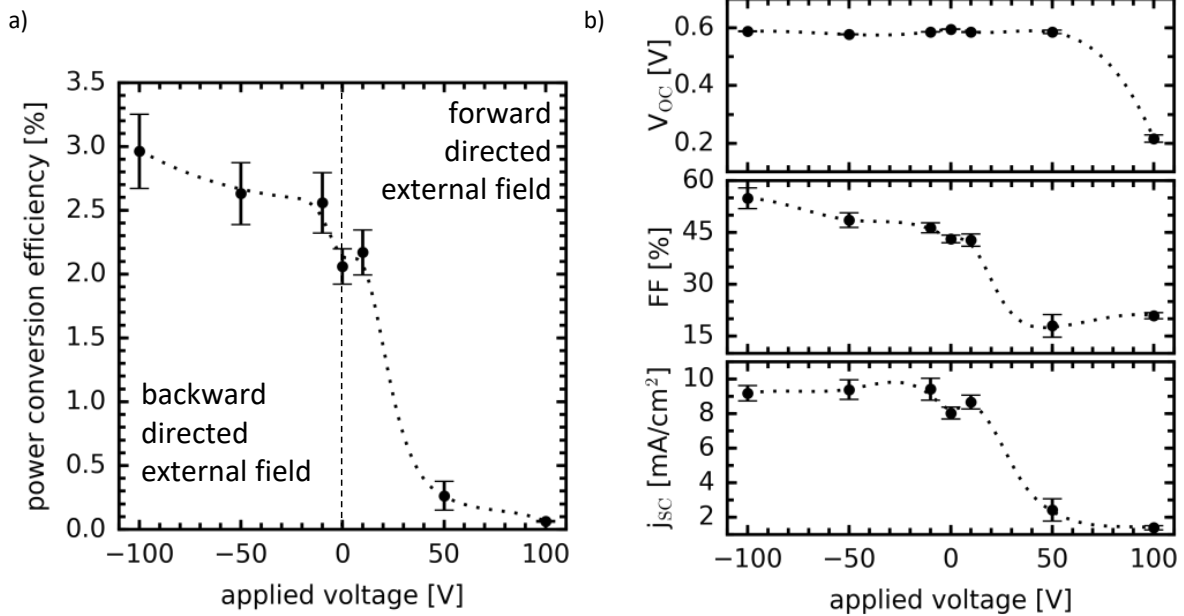 a)
power conversion efficiency [%]
3.5
3.0
2.5
2.0
1.5
1.0
0.5
0.0
forward
directed
external field
backward
directed
external field
−100 −50 0 50 100
applied voltage [V]
b)
V_OC [V]
0.6
0.4
0.2
FF [%]
60
45
30
15
j_SC [mA/cm²]
10
8
6
4
2
−100 −50 0 50 100
applied voltage [V]